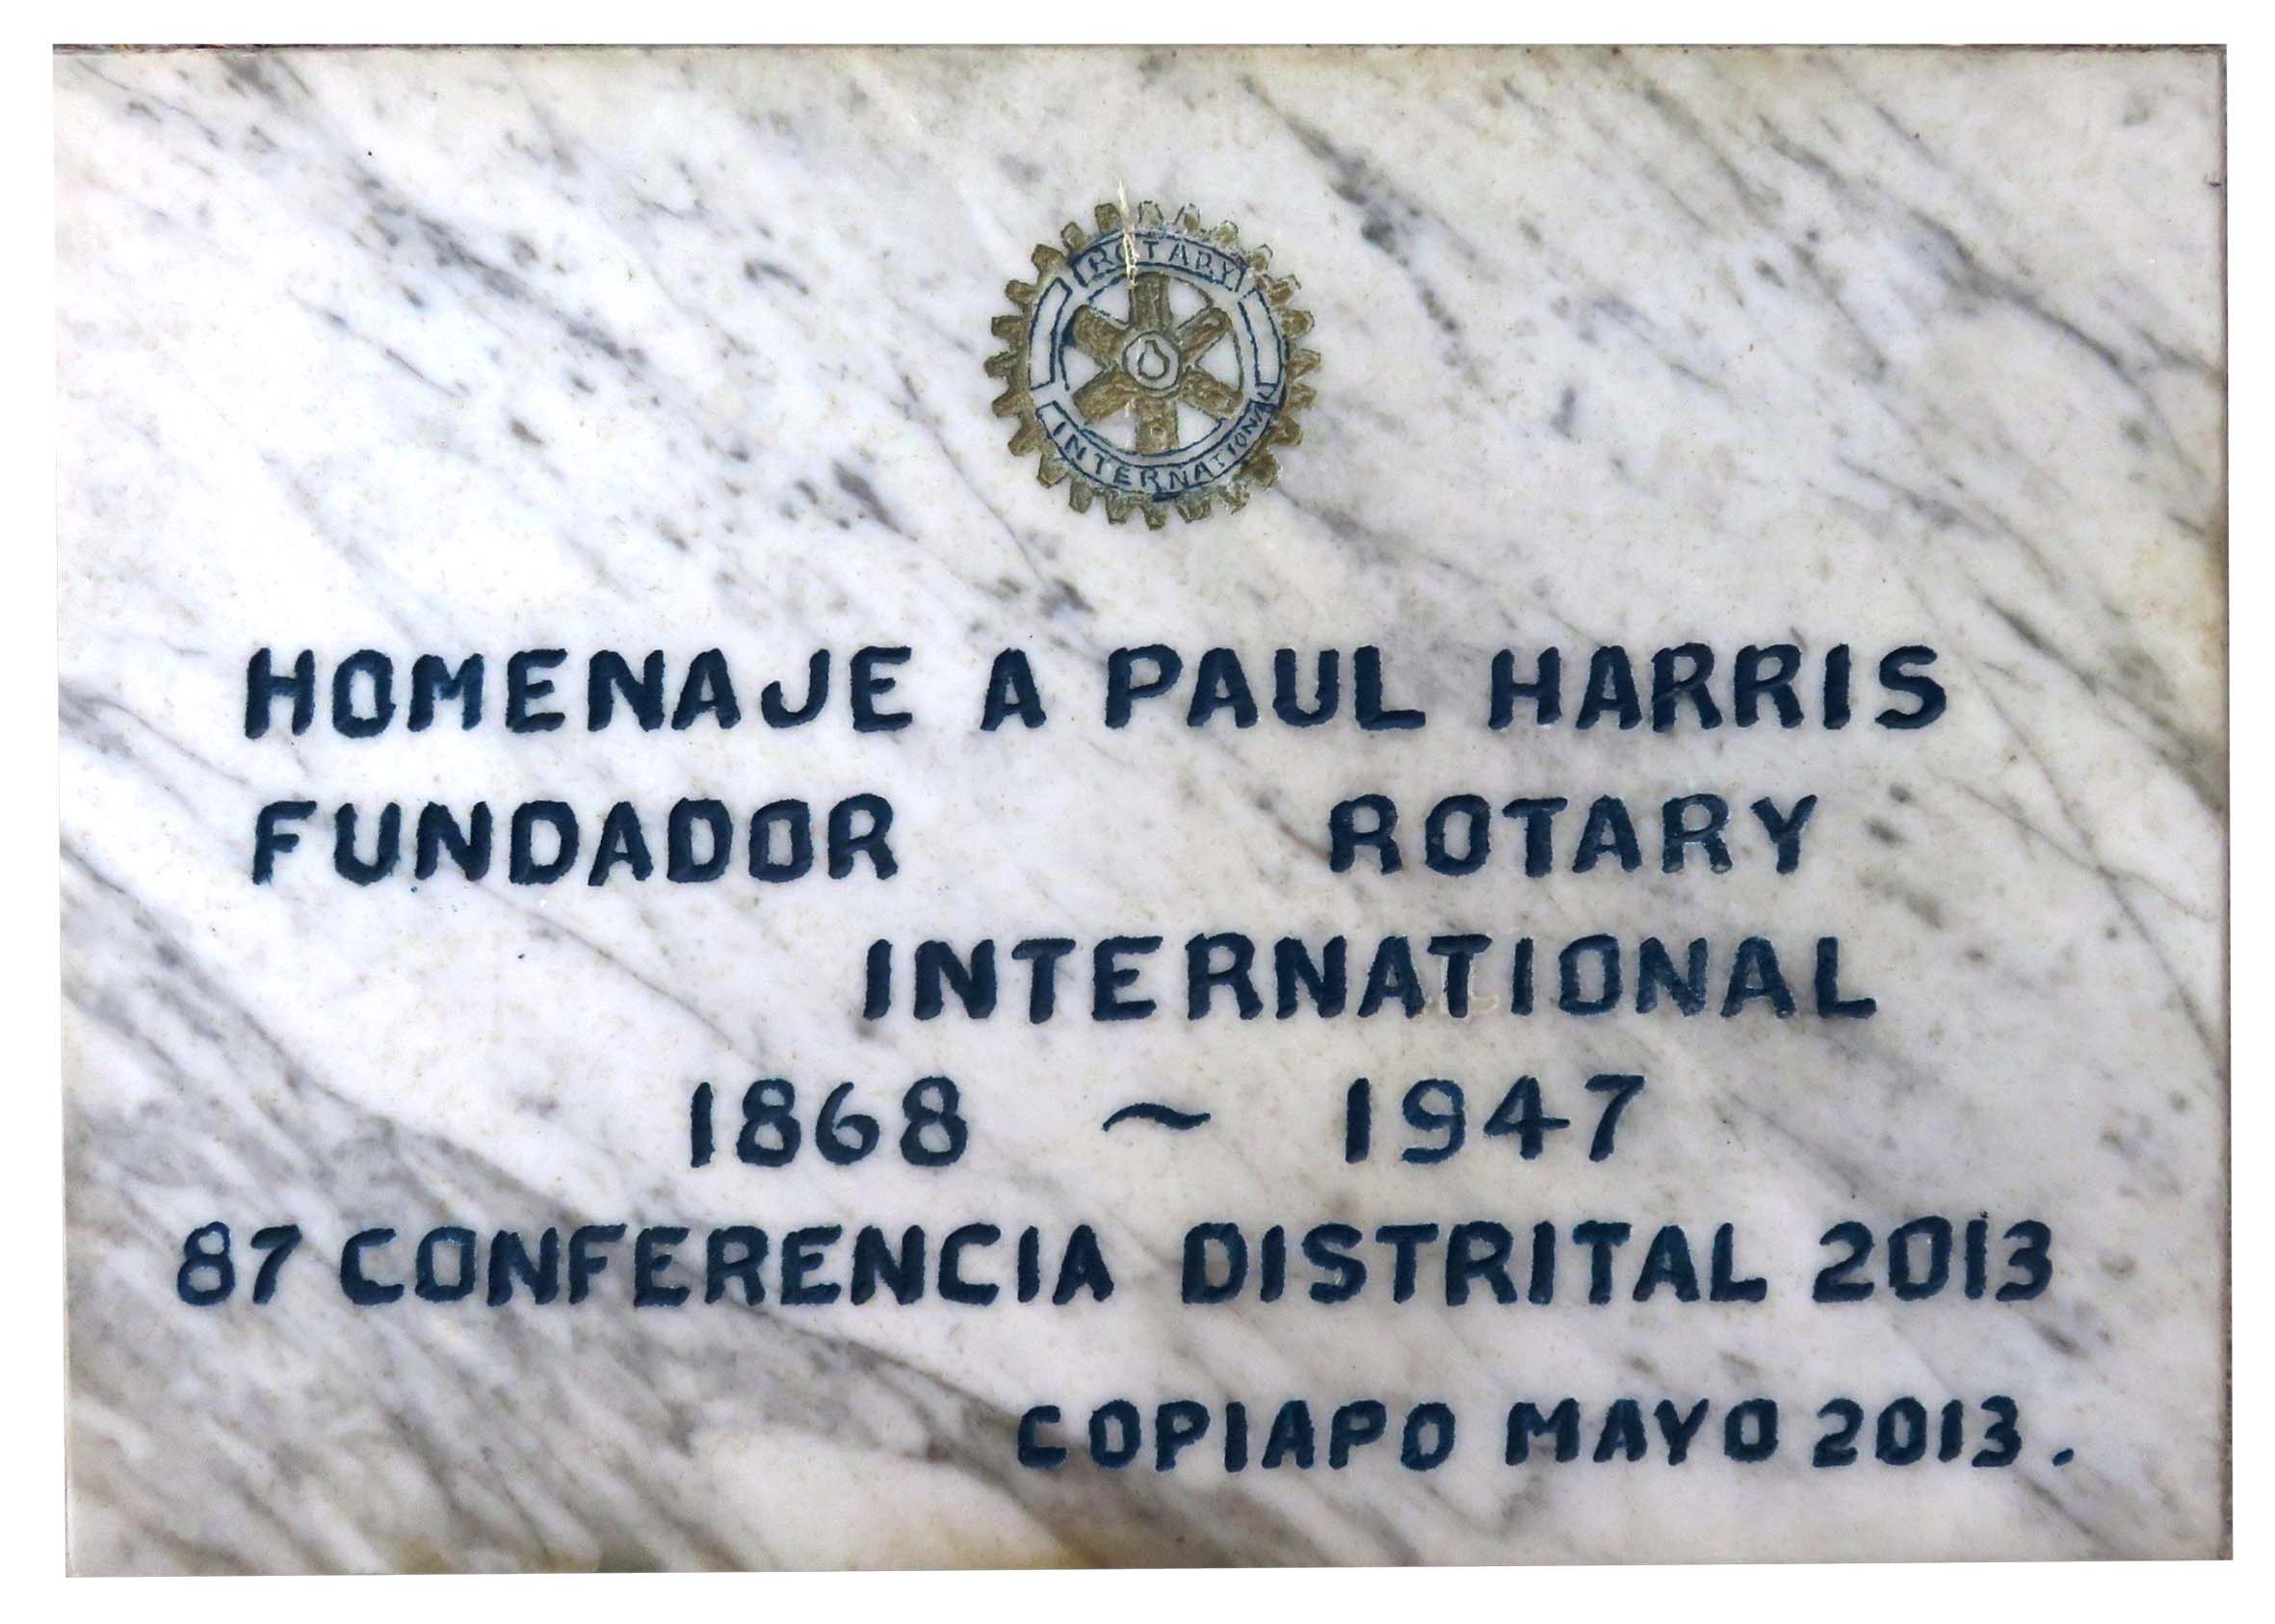 ROTARY
INTERNATIONAL
HOMENAJE A PAUL HARRIS
FUNDADOR ROTARY
INTERNATIONAL
1868 ~ 1947
87 CONFERENCIA DISTRITAL 2013
COPIAPO MAYO 2013.